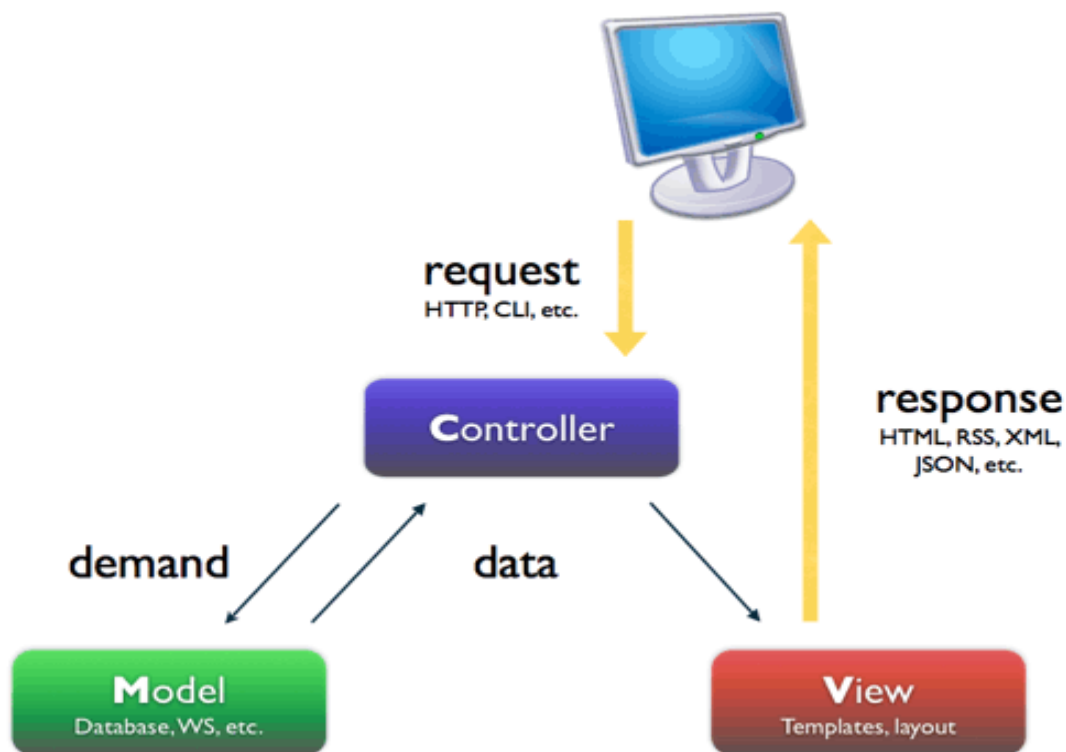 request
HTTP, CLI, etc.
Controller
response
HTML, RSS, XML,
JSON, etc.
demand
data
Model
Database, WS, etc.
View
Templates, layout